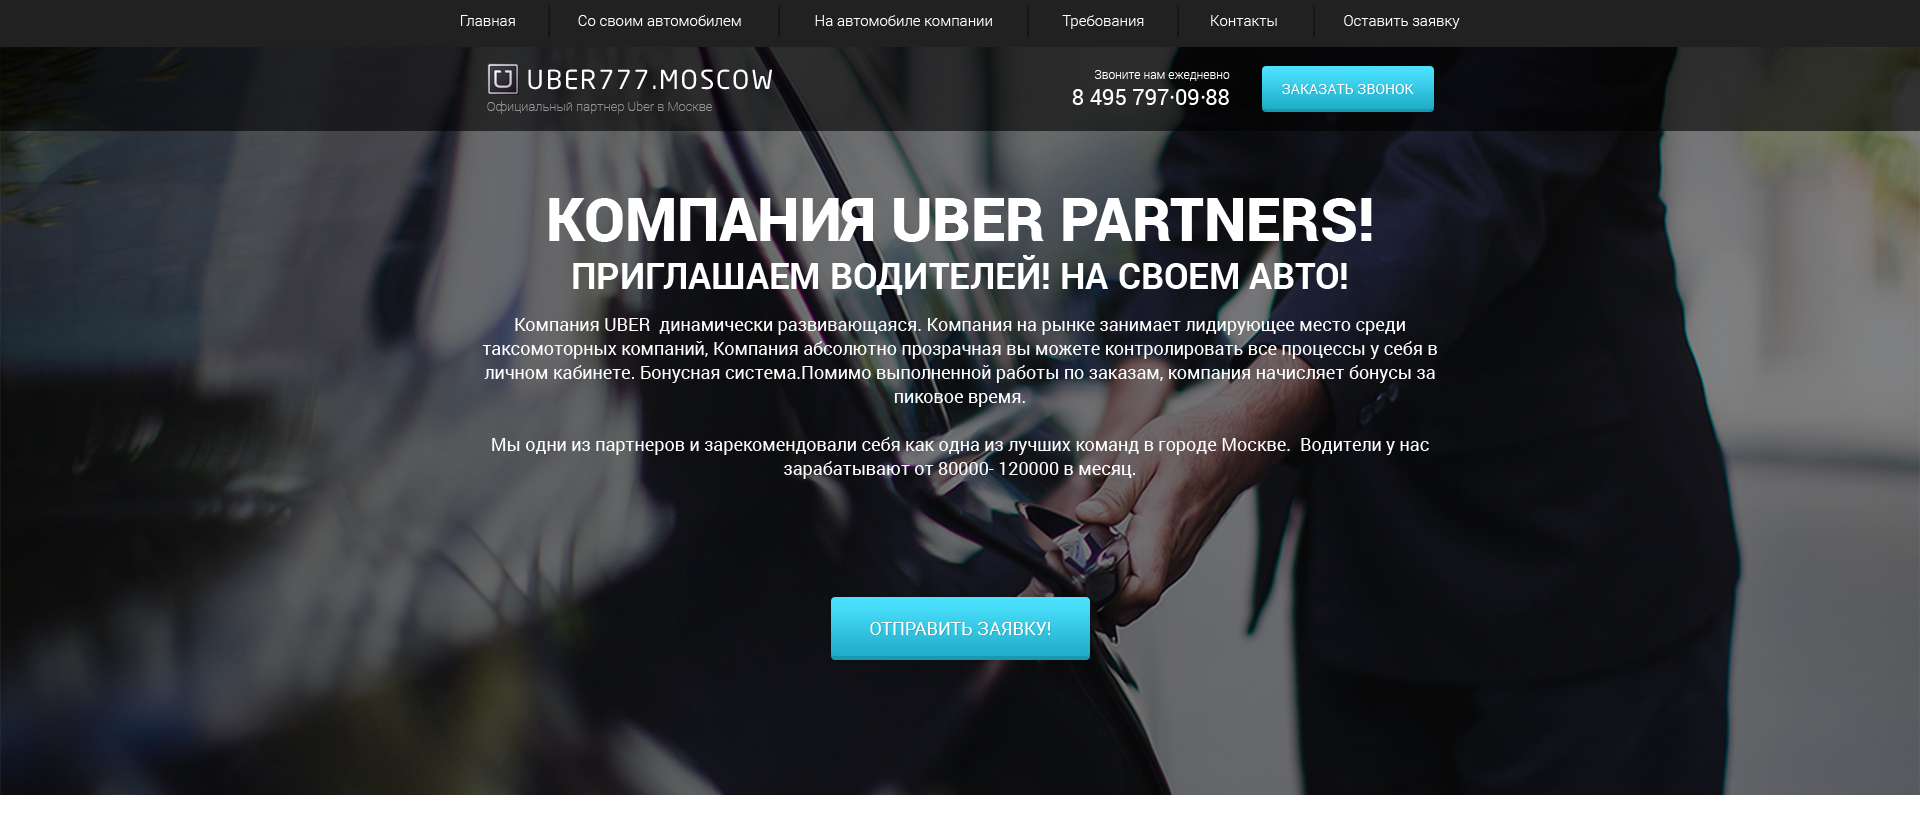 Главная Со своим автомобилем На автомобиле компании Требования Контакты Оставить заявку
UBER777.MOSCOW
Официальный партнер Uber в Москве
Звоните нам ежедневно
8 495 797·09·88
ЗАКАЗАТЬ ЗВОНОК
КОМПАНИЯ UBER PARTNERS!
ПРИГЛАШАЕМ ВОДИТЕЛЕЙ! НА СВОЕМ АВТО!
Компания UBER  динамически развивающаяся. Компания на рынке занимает лидирующее место среди
таксомоторных компаний, Компания абсолютно прозрачная вы можете контролировать все процессы у себя в
личном кабинете. Бонусная система.Помимо выполненной работы по заказам, компания начисляет бонусы за
пиковое время.
Мы одни из партнеров и зарекомендовали себя как одна из лучших команд в городе Москве.  Водители у нас
зарабатывают от 80000- 120000 в месяц.
ОТПРАВИТЬ ЗАЯВКУ!